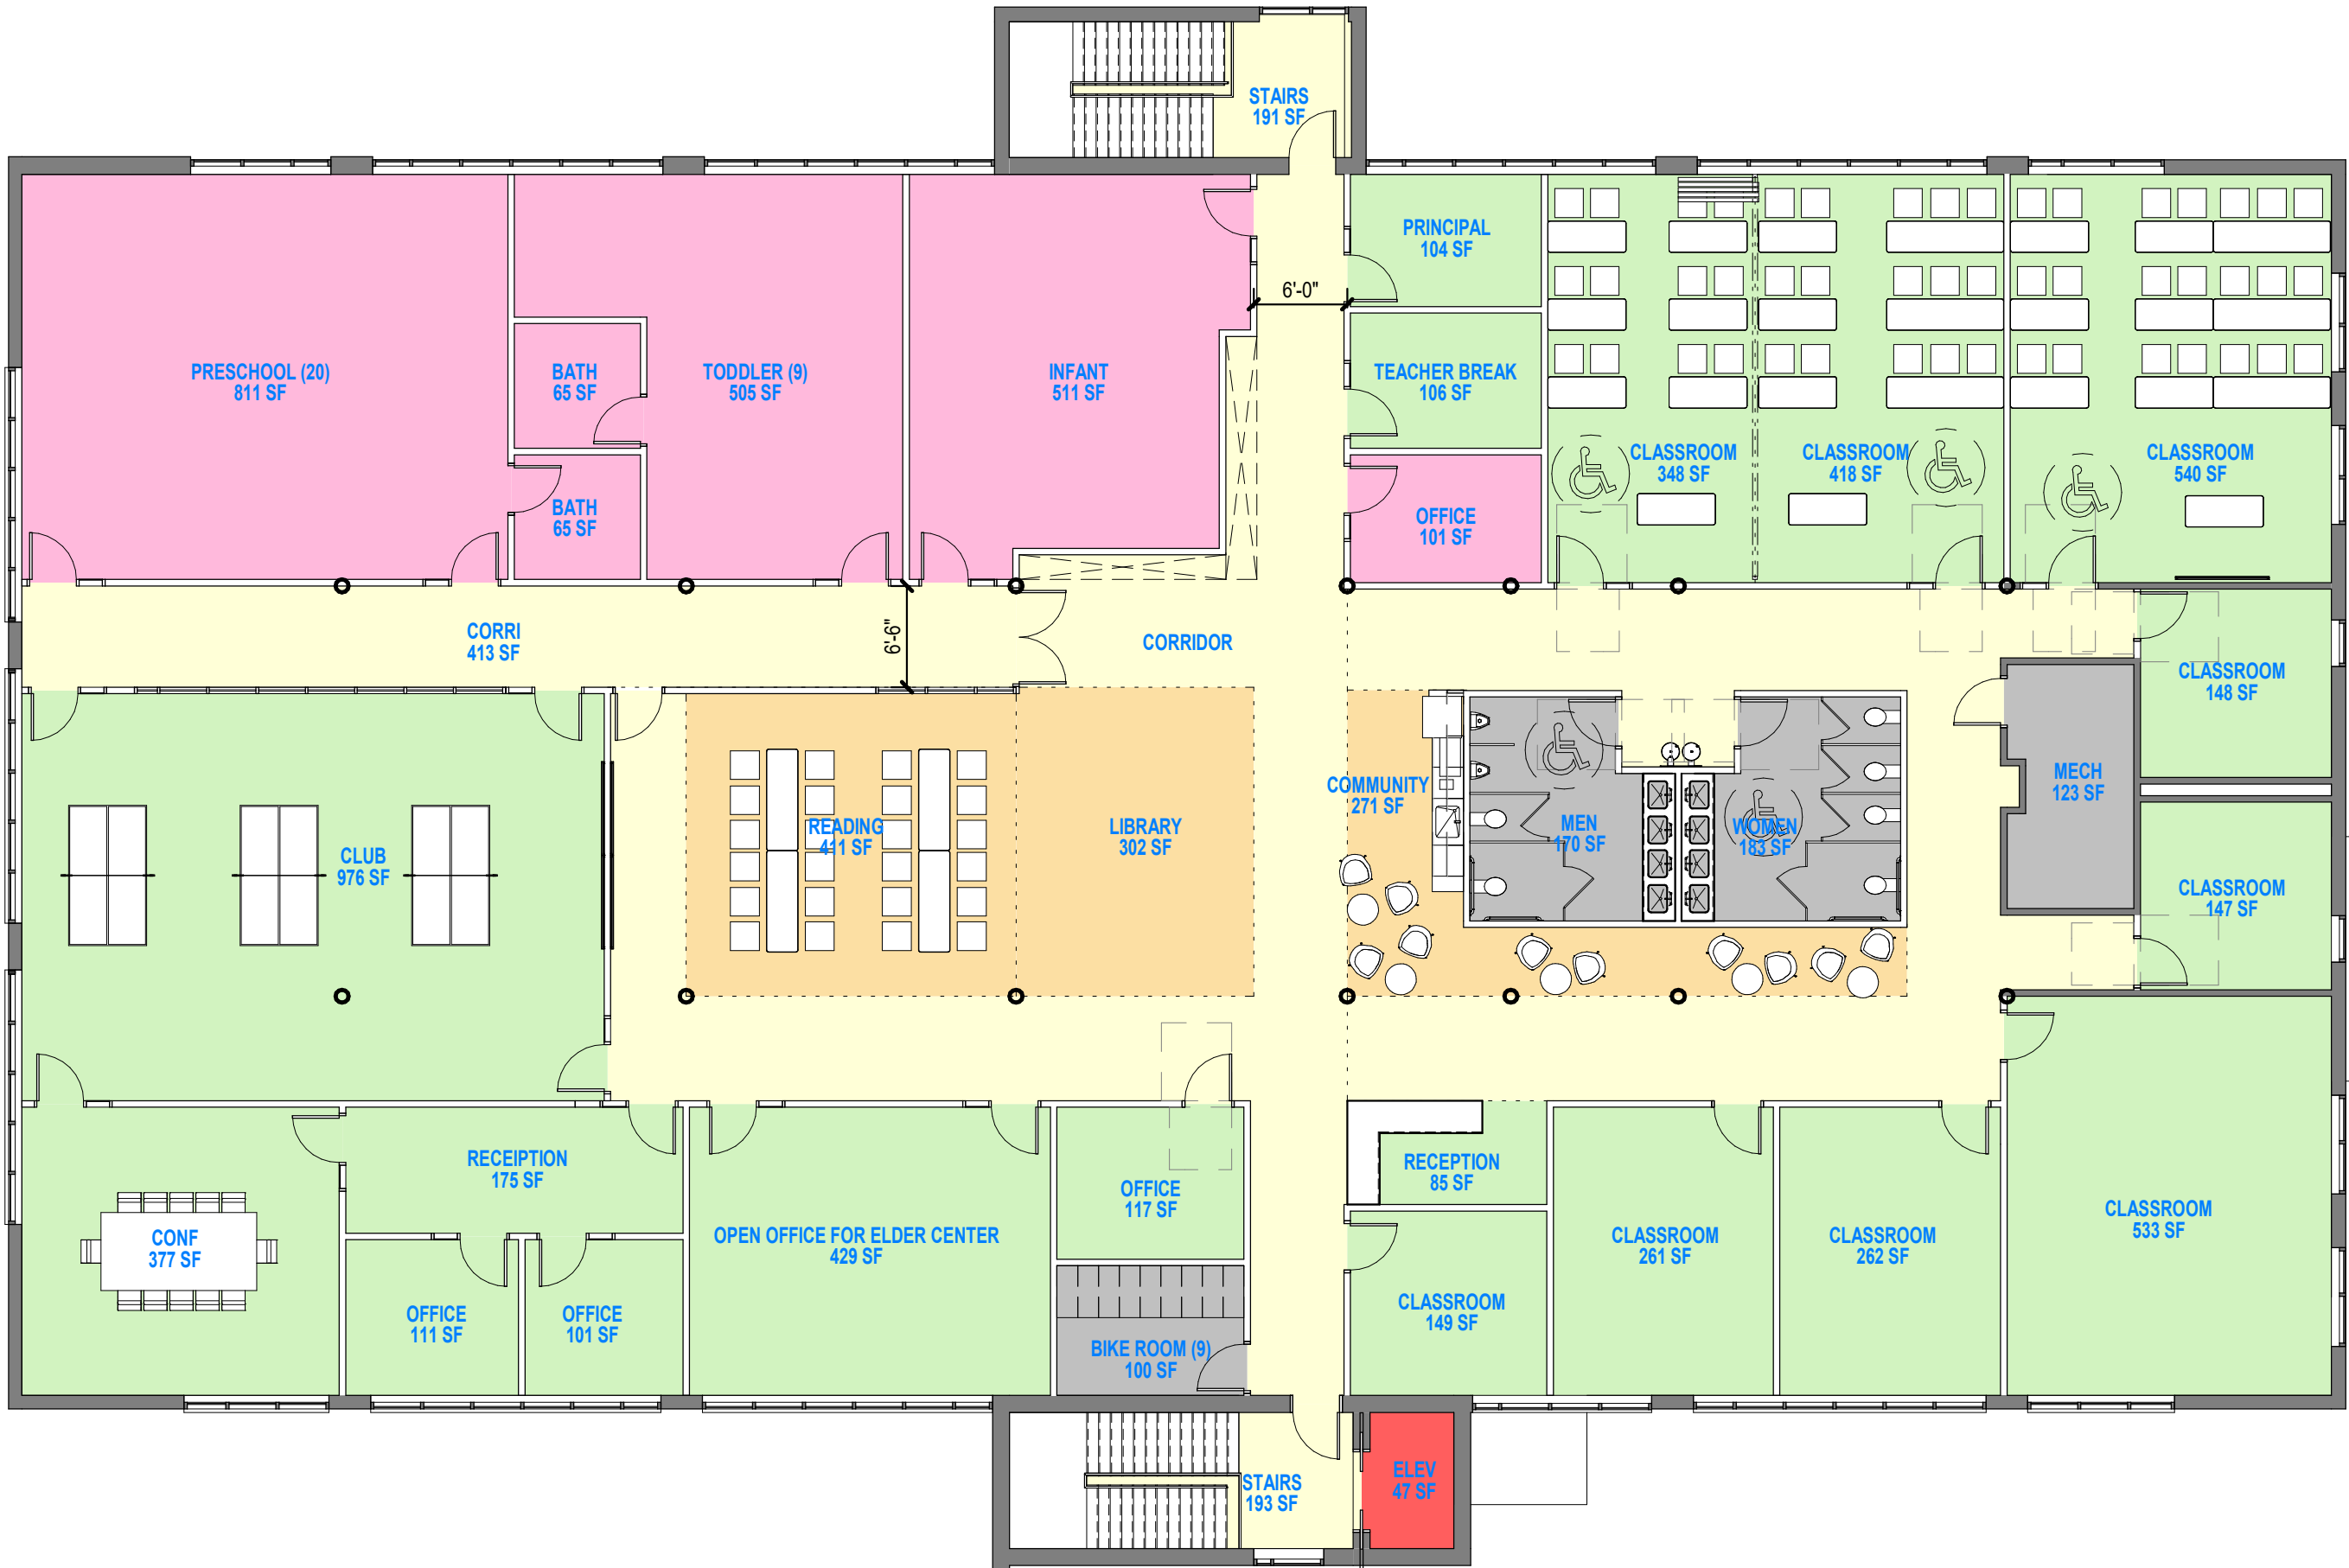 STAIRS
191 SF
PRINCIPAL
104 SF
6'-0"
PRESCHOOL (20)
811 SF
BATH
65 SF
TODDLER (9)
505 SF
INFANT
511 SF
TEACHER BREAK
106 SF
CLASSROOM
348 SF
CLASSROOM
418 SF
CLASSROOM
540 SF
BATH
65 SF
OFFICE
101 SF
CORRI
413 SF
6'-6"
CORRIDOR
CLASSROOM
148 SF
COMMUNITY
271 SF
MECH
123 SF
READING
411 SF
LIBRARY
302 SF
MEN
170 SF
WOMEN
183 SF
CLUB
976 SF
CLASSROOM
147 SF
RECEIPTION
175 SF
RECEPTION
85 SF
OFFICE
117 SF
CLASSROOM
533 SF
CONF
377 SF
OPEN OFFICE FOR ELDER CENTER
429 SF
CLASSROOM
261 SF
CLASSROOM
262 SF
CLASSROOM
149 SF
OFFICE
111 SF
OFFICE
101 SF
BIKE ROOM (9)
100 SF
STAIRS
193 SF
ELEV
47 SF